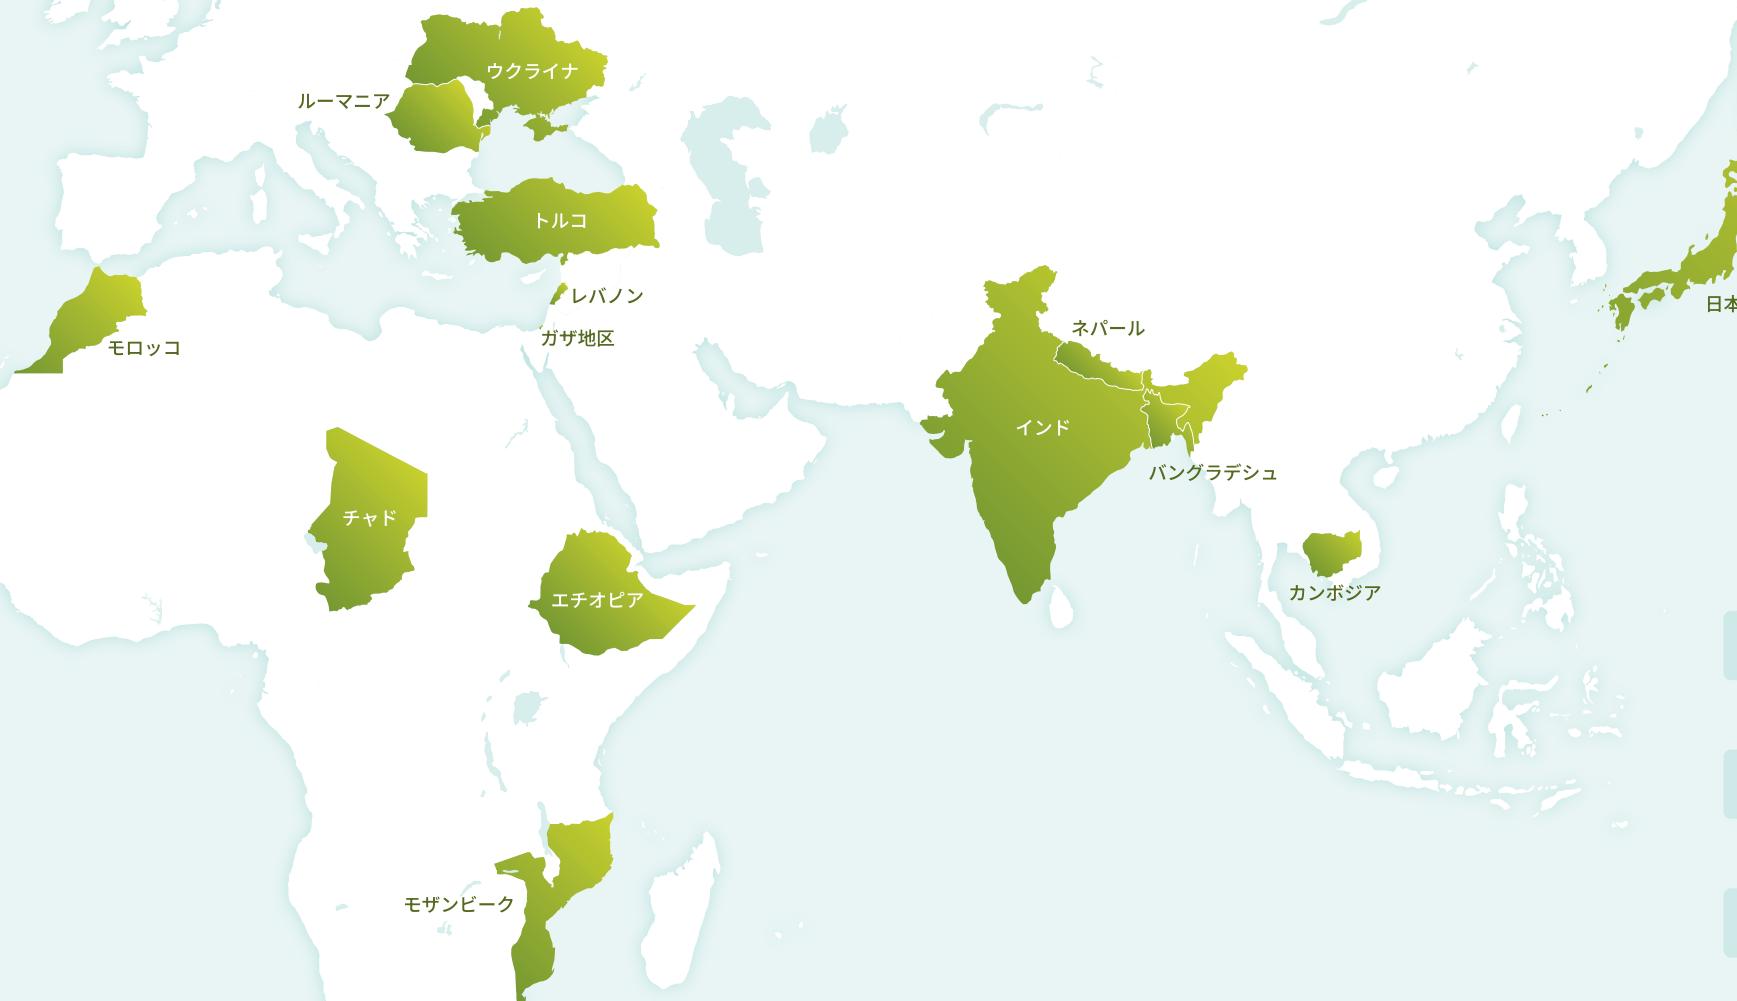 ウクライナ
ルーマニア
トルコ
レバノン
ガザ地区
モロッコ
ネパール
日本
インド
バングラデシュ
チャド
エチオピア
カンボジア
モザンビーク